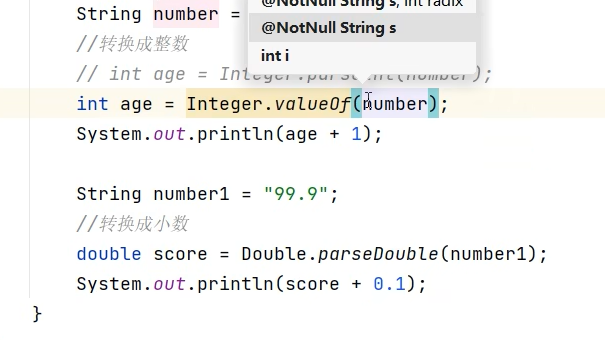 @NotNull String s, int radix
String number =
@NotNull String s
//转换成整数
int i
// int age = Integer.parseInt(number);
int age = Integer.valueOf(number);
System.out.println(age + 1);
String number1 = "99.9";
//转换成小数
double score = Double.parseDouble(number1);
System.out.println(score + 0.1);
}